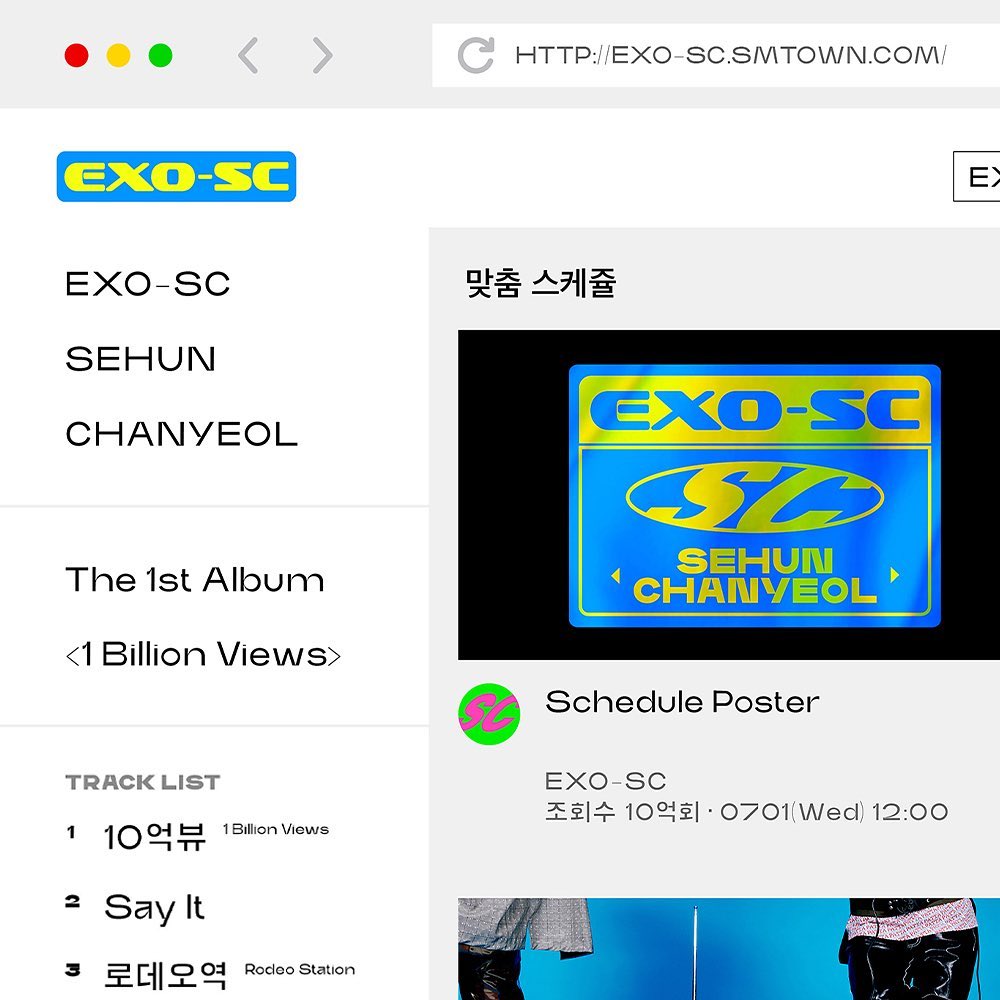 HTTP://EXO-SC.SMTOWN.COM/
EXO-SC
EXO-SC
SEHUN
CHANYEOL
The 1st Album
<1 Billion Views>
TRACK LIST
1 10억뷰 1 Billion Views
2 Say It
3 로데오역 Rodeo Station
맞춤 스케쥴
EXO-SC
SC
SEHUN
CHANYEOL
SC
Schedule Poster
EXO-SC
조회수 10억회 · 0701(Wed) 12:00